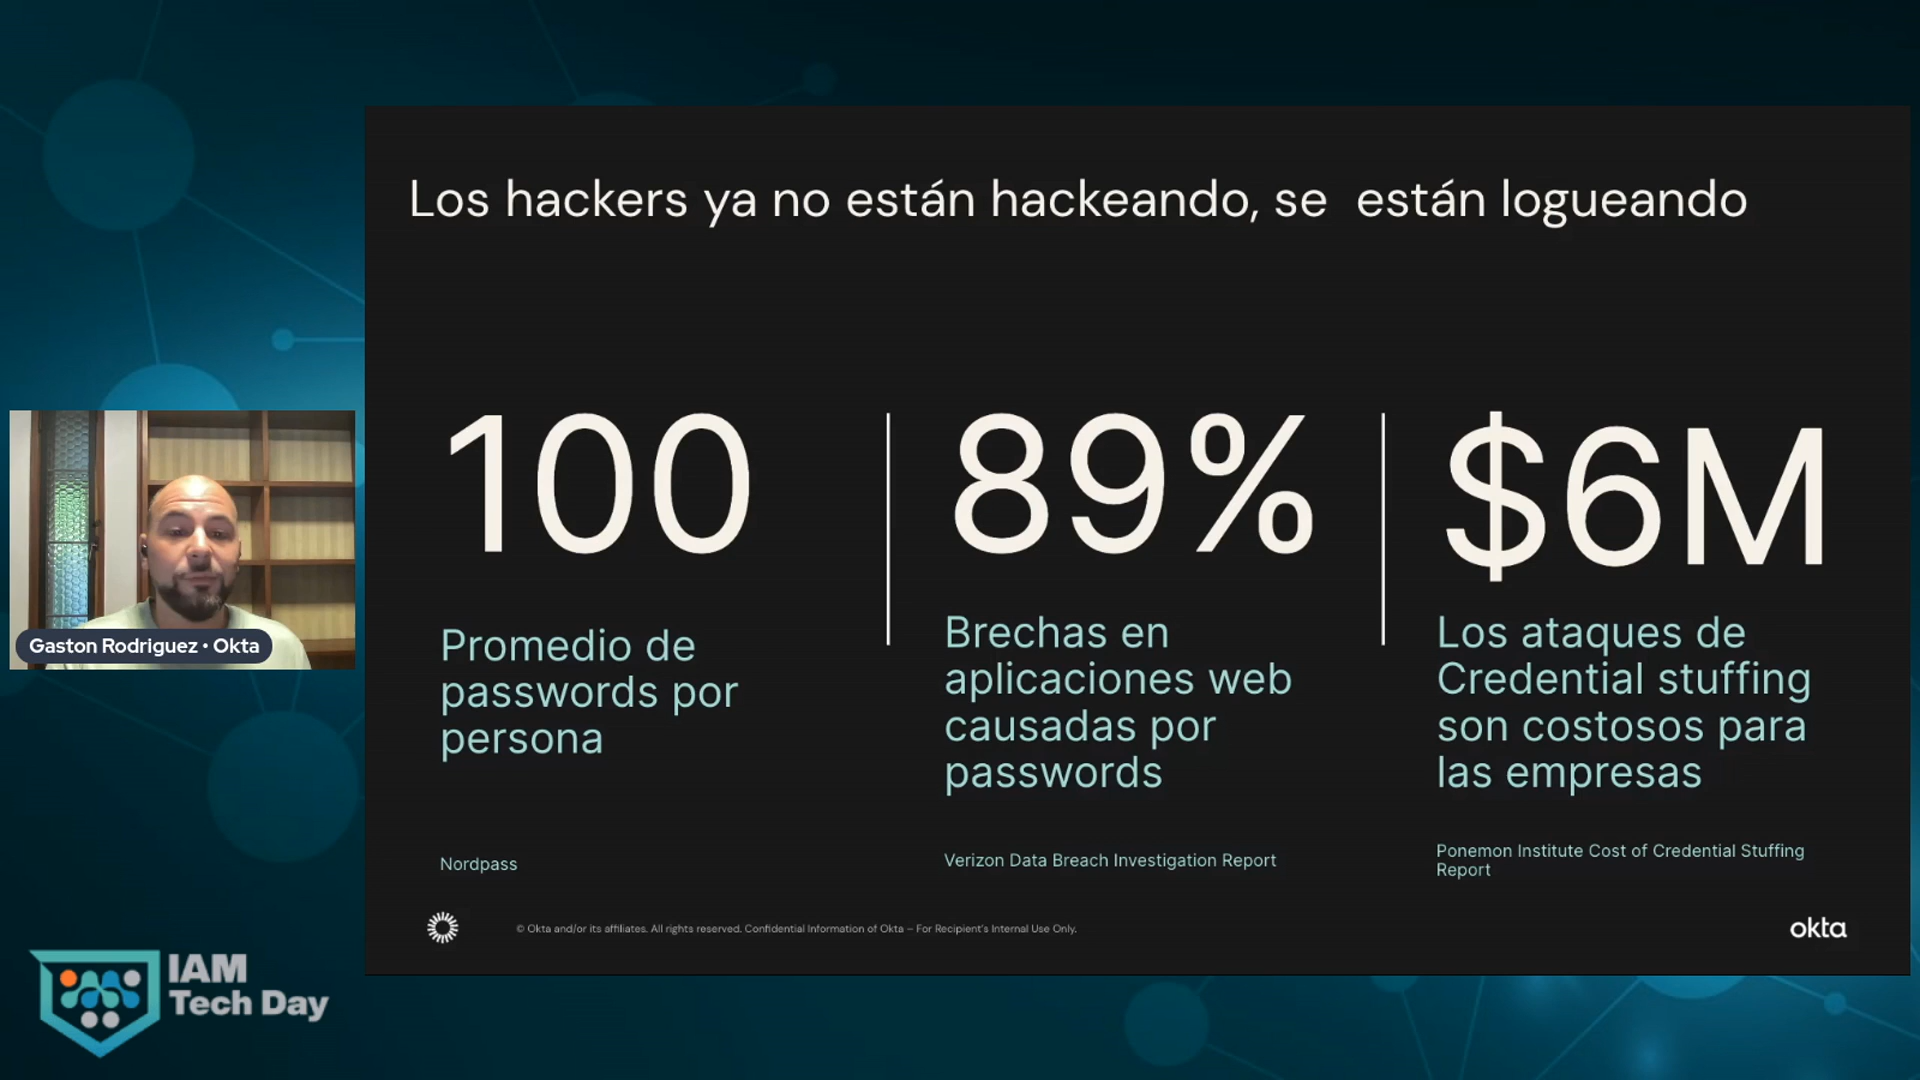 Los hackers ya no están hackeando, se  están logueando
100
Promedio de
passwords por
persona
Nordpass
89%
Brechas en
aplicaciones web
causadas por
passwords
Verizon Data Breach Investigation Report
$6M
Los ataques de
Credential stuffing
son costosos para
las empresas
Ponemon Institute Cost of Credential Stuffing
Report
© Okta and/or its affiliates. All rights reserved. Confidential Information of Okta – For Recipient's Internal Use Only.
okta
Gaston Rodriguez • Okta
IAM
Tech Day